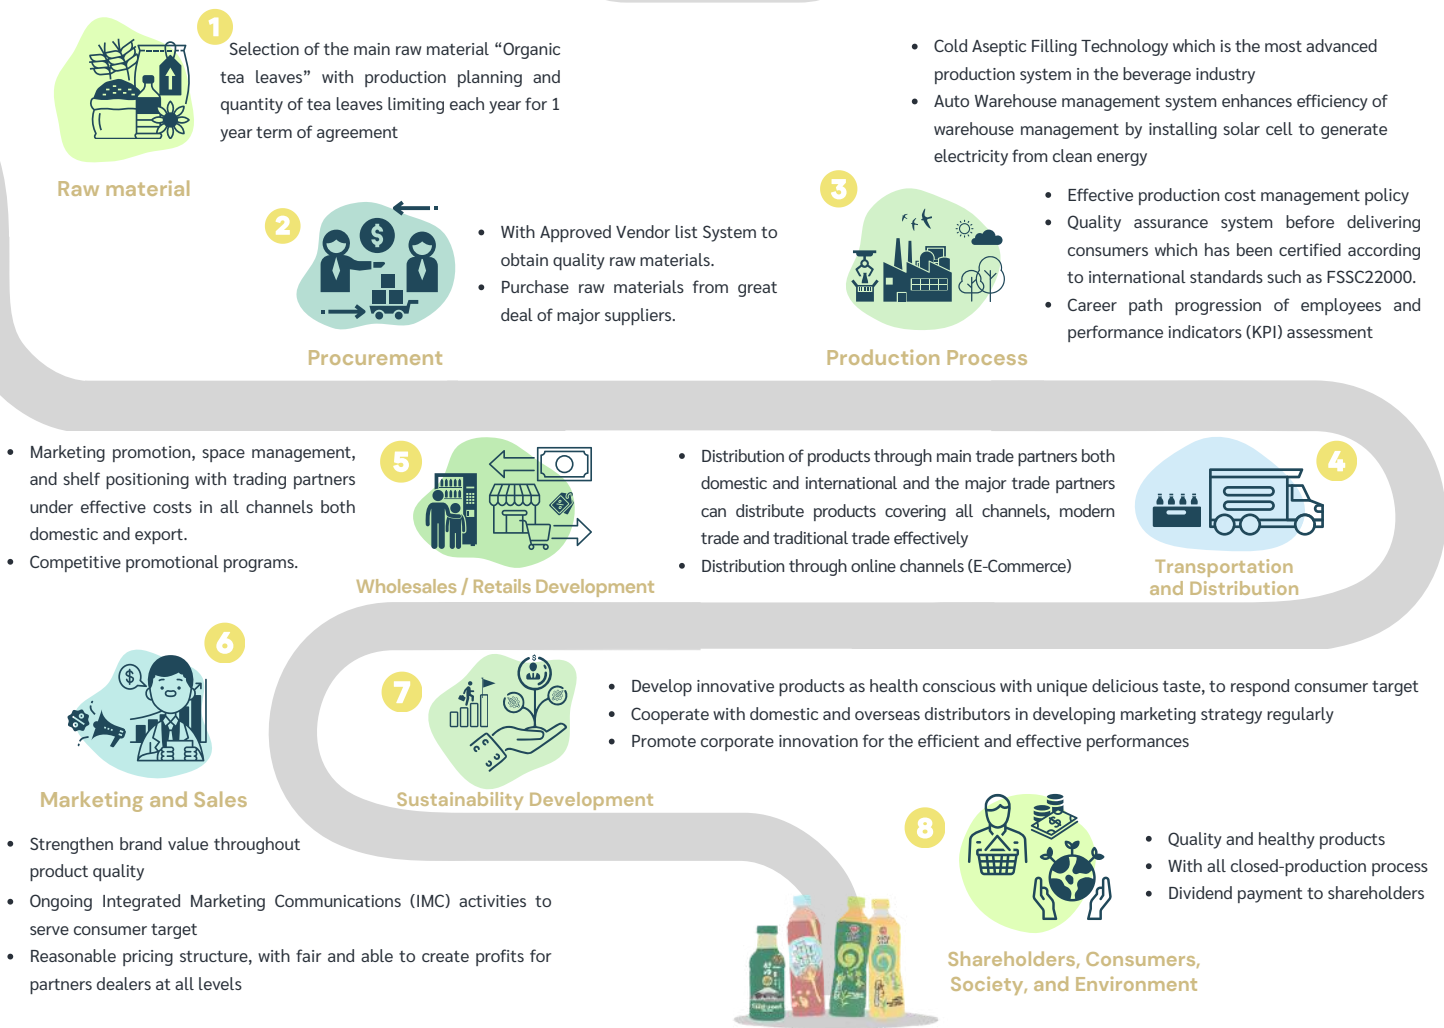 1
Selection of the main raw material “Organic
tea leaves” with production planning and
quantity of tea leaves limiting each year for 1
year term of agreement
Raw material
2
$
• With Approved Vendor list System to
obtain quality raw materials.
• Purchase raw materials from great
deal of major suppliers.
Procurement
• Cold Aseptic Filling Technology which is the most advanced
production system in the beverage industry
• Auto Warehouse management system enhances efficiency of
warehouse management by installing solar cell to generate
electricity from clean energy
3
• Effective production cost management policy
• Quality assurance system before delivering
consumers which has been certified according
to international standards such as FSSC22000.
• Career path progression of employees and
performance indicators (KPI) assessment
Production Process
4
• Distribution of products through main trade partners both
domestic and international and the major trade partners
can distribute products covering all channels, modern
trade and traditional trade effectively
• Distribution through online channels (E-Commerce)
Transportation
and Distribution
5
• Marketing promotion, space management,
and shelf positioning with trading partners
under effective costs in all channels both
domestic and export.
• Competitive promotional programs.
Wholesales / Retails Development
6
$
%
Marketing and Sales
• Strengthen brand value throughout
product quality
• Ongoing Integrated Marketing Communications (IMC) activities to
serve consumer target
• Reasonable pricing structure, with fair and able to create profits for
partners dealers at all levels
7
$
• Develop innovative products as health conscious with unique delicious taste, to respond consumer target
• Cooperate with domestic and overseas distributors in developing marketing strategy regularly
• Promote corporate innovation for the efficient and effective performances
Sustainability Development
8
$
• Quality and healthy products
• With all closed-production process
• Dividend payment to shareholders
Shareholders, Consumers,
Society, and Environment